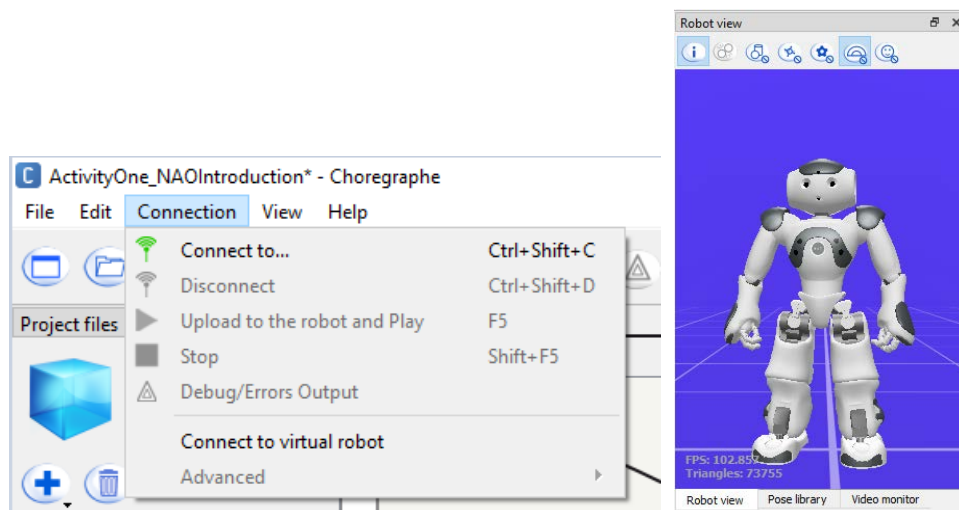 ActivityOne_NAOIntroduction* - Choregraphe
File Edit Connection View Help
Connect to... Ctrl+Shift+C
Disconnect Ctrl+Shift+D
Project files
Upload to the robot and Play F5
Stop Shift+F5
Debug/Errors Output
Connect to virtual robot
Advanced
Robot view
FPS: 102.857
Triangles: 73755
Robot view Pose library Video monitor